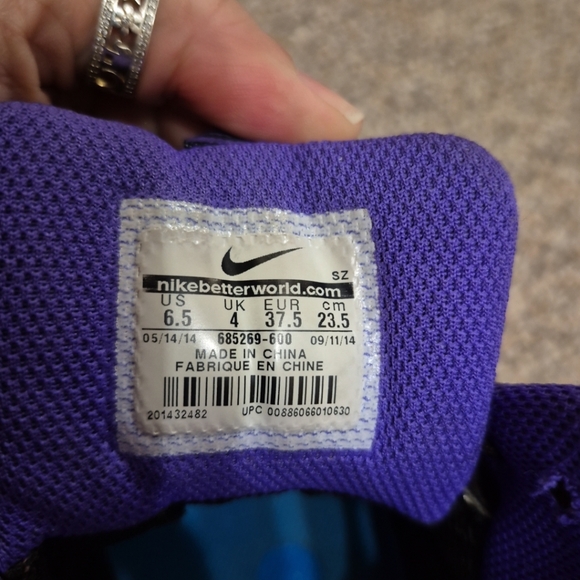 SZ
nikebetterworld.com
US UK EUR cm
6.5 4 37.5 23.5
05/14/14 685269-600 09/11/14
MADE IN CHINA
FABRIQUE EN CHINE
201432482 UPC 00886066010630